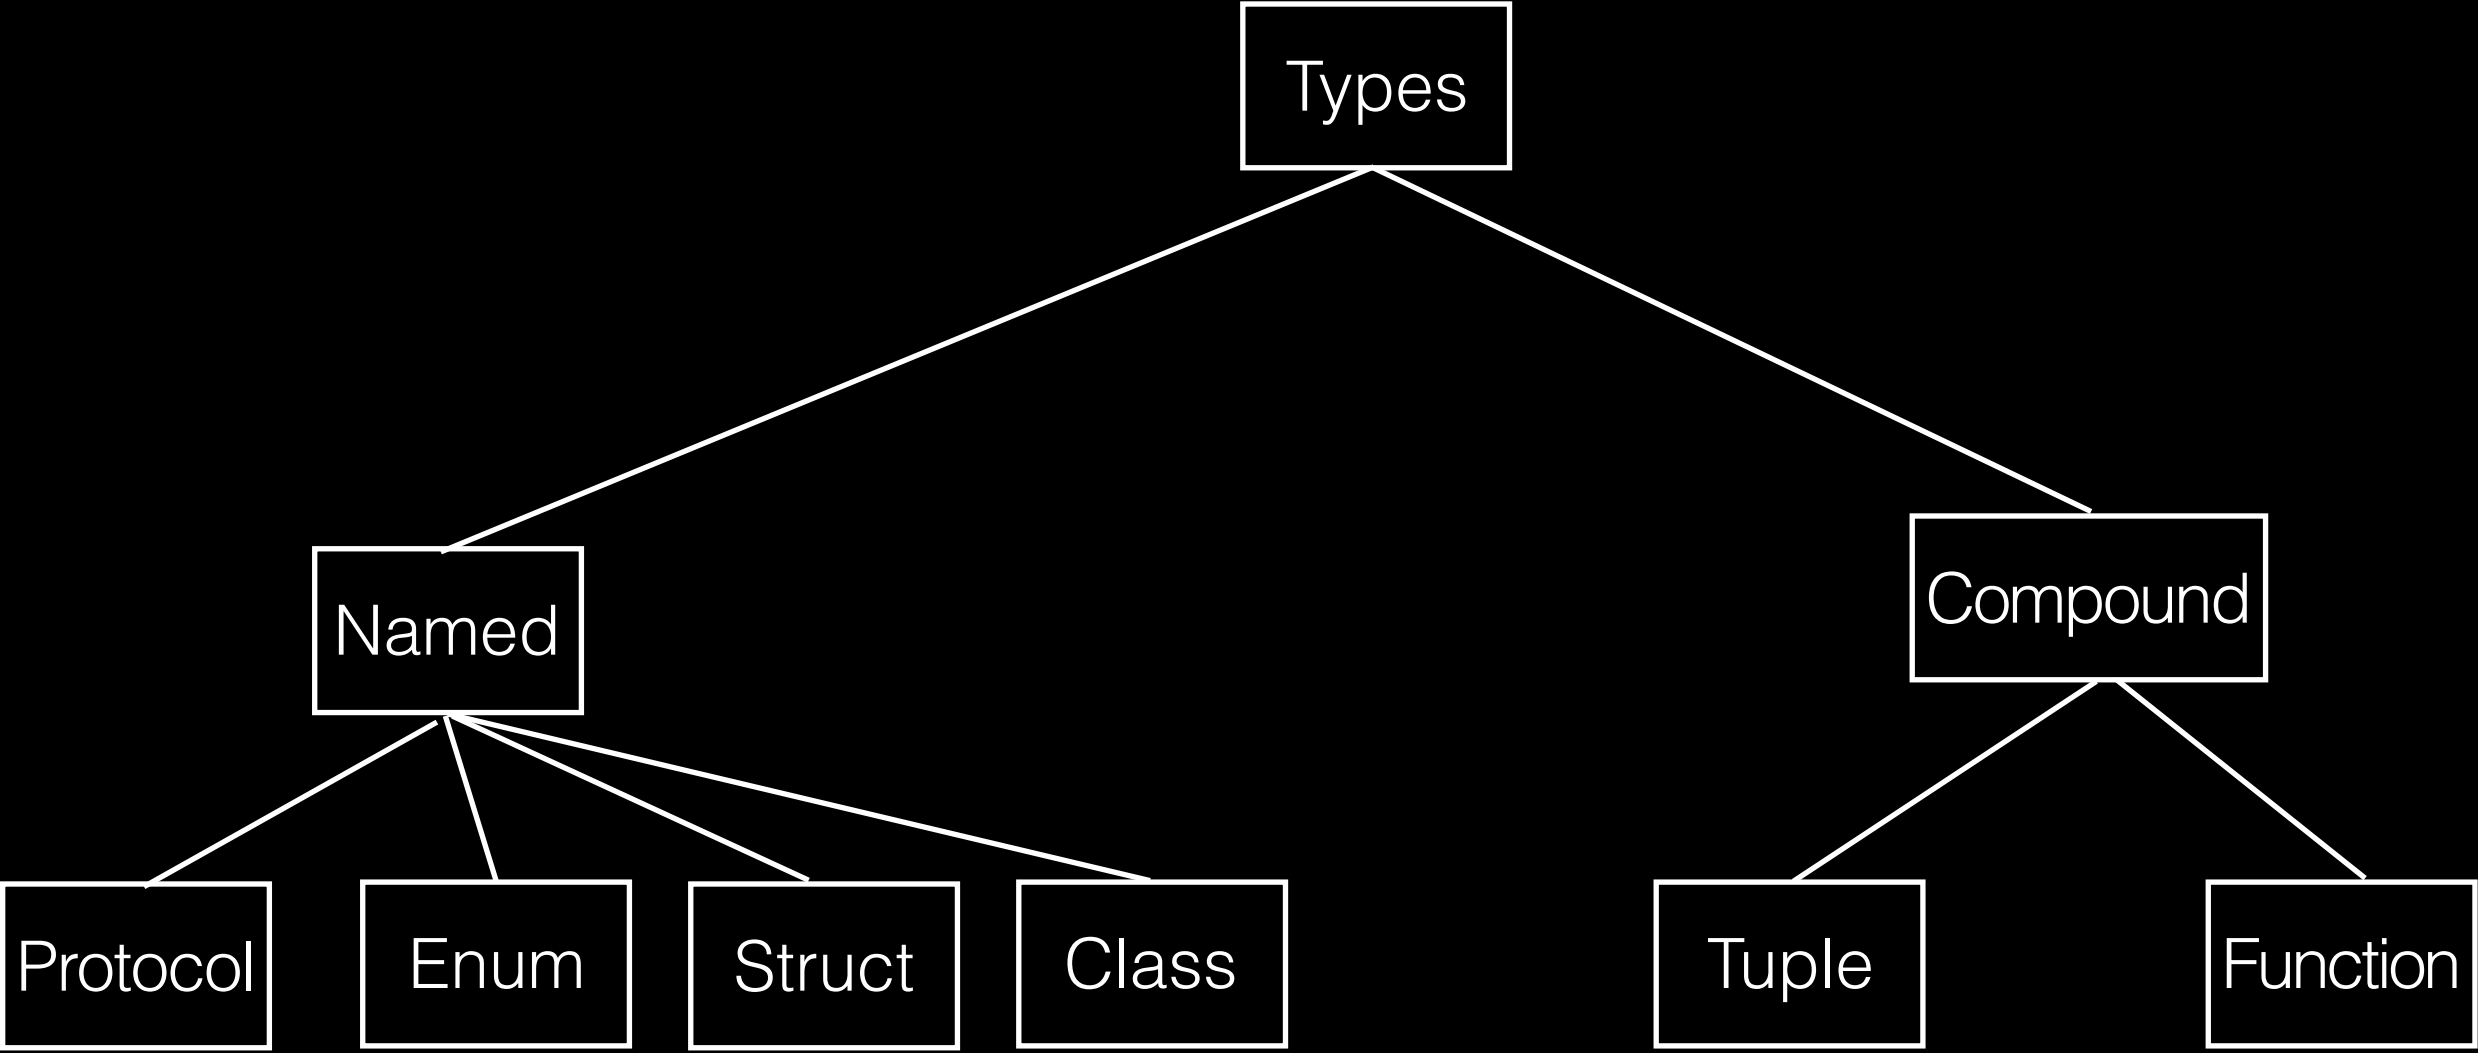 Types
Named
Compound
Protocol
Enum
Struct
Class
Tuple
Function